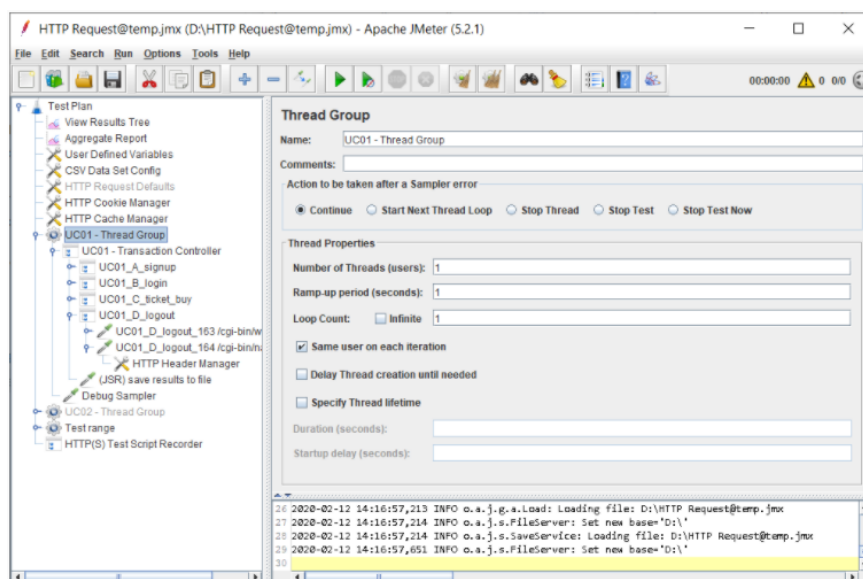 HTTP Request@temp.jmx (D:\HTTP Request@temp.jmx) - Apache JMeter (5.2.1)
File Edit Search Run Options Tools Help
00:00:00 0 0/0
Test Plan
View Results Tree
Aggregate Report
User Defined Variables
CSV Data Set Config
HTTP Request Defaults
HTTP Cookie Manager
HTTP Cache Manager
UC01 - Thread Group
UC01 - Transaction Controller
UC01_A_signup
UC01_B_login
UC01_C_ticket_buy
UC01_D_logout
UC01_D_logout_163 /cgi-bin/w
UC01_D_logout_164 /cgi-bin/n
HTTP Header Manager
(JSR) save results to file
Debug Sampler
UC02 - Thread Group
Test range
HTTP(S) Test Script Recorder
Thread Group
Name: UC01 - Thread Group
Comments:
Action to be taken after a Sampler error
Continue Start Next Thread Loop Stop Thread Stop Test Stop Test Now
Thread Properties
Number of Threads (users): 1
Ramp-up period (seconds): 1
Loop Count: Infinite 1
Same user on each iteration
Delay Thread creation until needed
Specify Thread lifetime
Duration (seconds):
Startup delay (seconds):
26 2020-02-12 14:16:57,213 INFO o.a.j.g.a.Load: Loading file: D:\HTTP Request@temp.jmx
27 2020-02-12 14:16:57,214 INFO o.a.j.s.FileServer: Set new base='D:\'
28 2020-02-12 14:16:57,214 INFO o.a.j.s.SaveService: Loading file: D:\HTTP Request@temp.jmx
29 2020-02-12 14:16:57,651 INFO o.a.j.s.FileServer: Set new base='D:\'
30